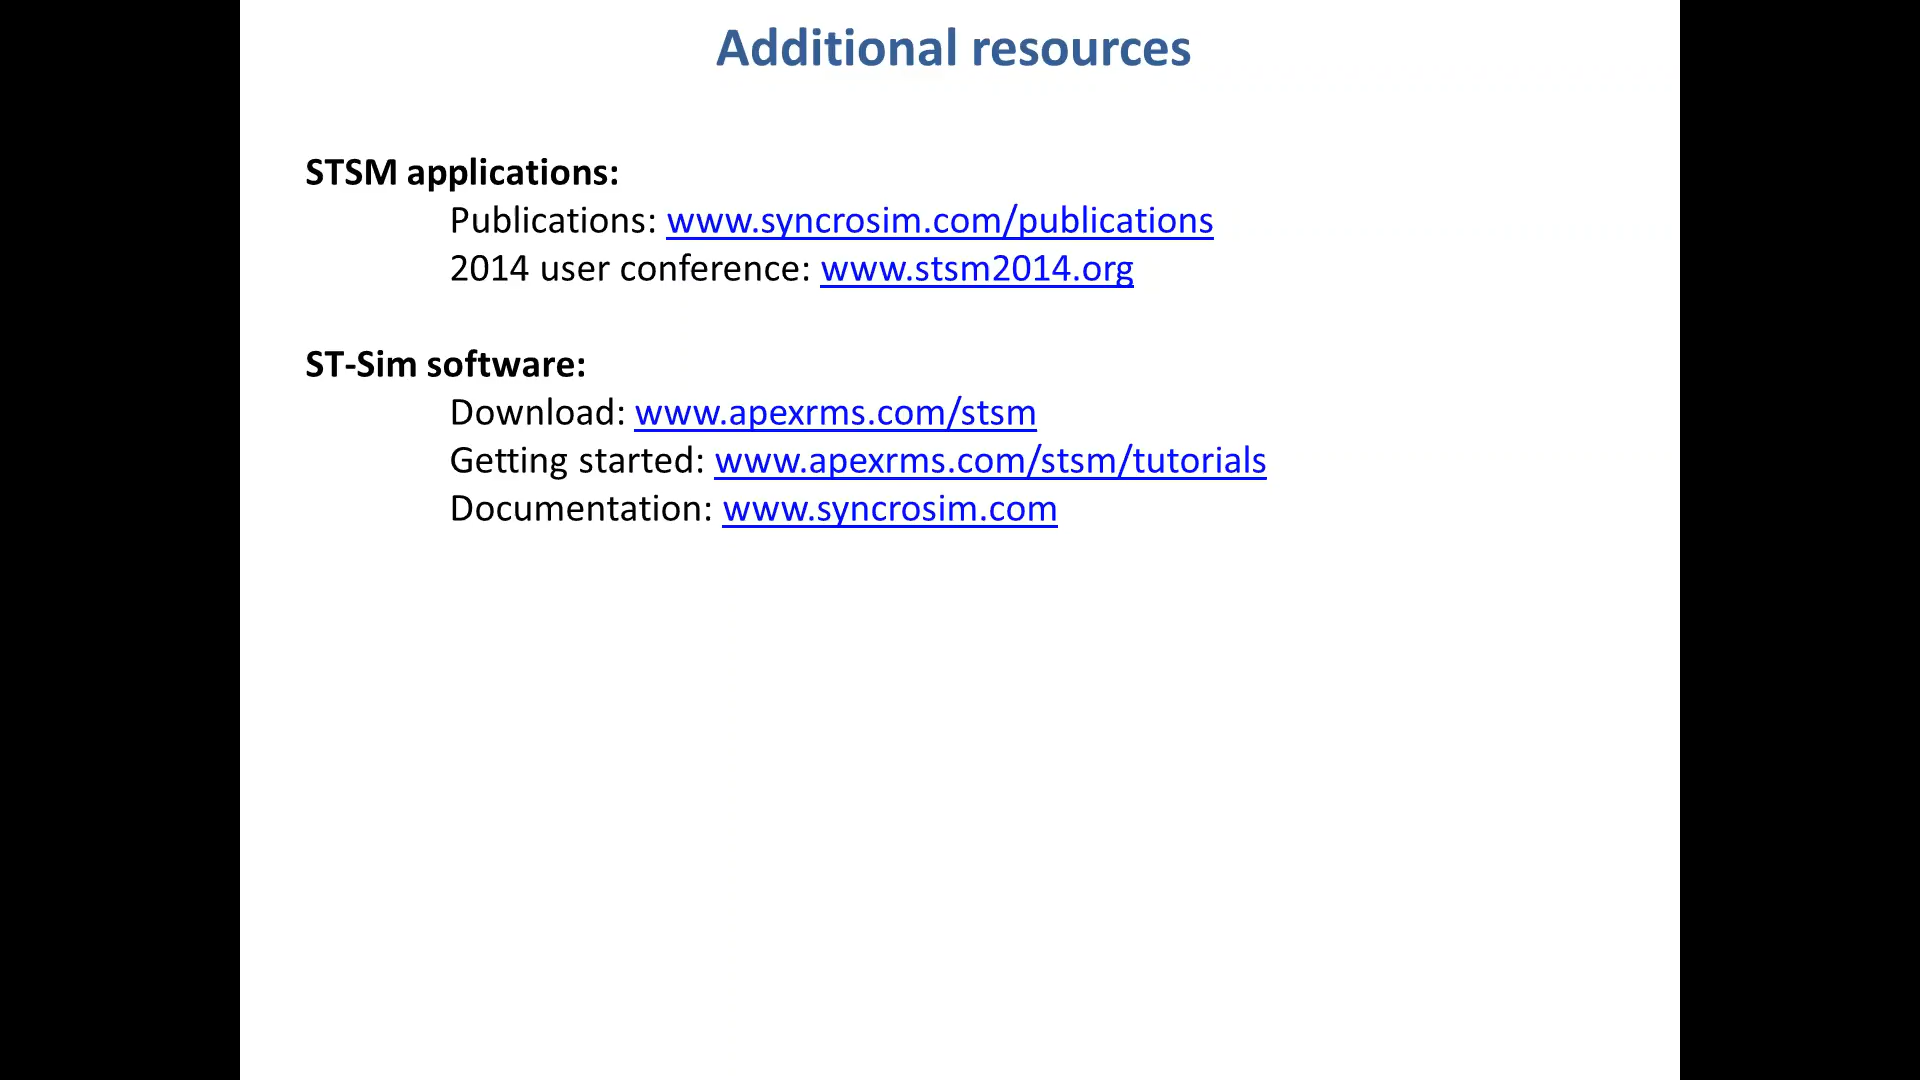 Additional resources
STSM applications:
Publications: www.syncrosim.com/publications
2014 user conference: www.stsm2014.org
ST-Sim software:
Download: www.apexrms.com/stsm
Getting started: www.apexrms.com/stsm/tutorials
Documentation: www.syncrosim.com